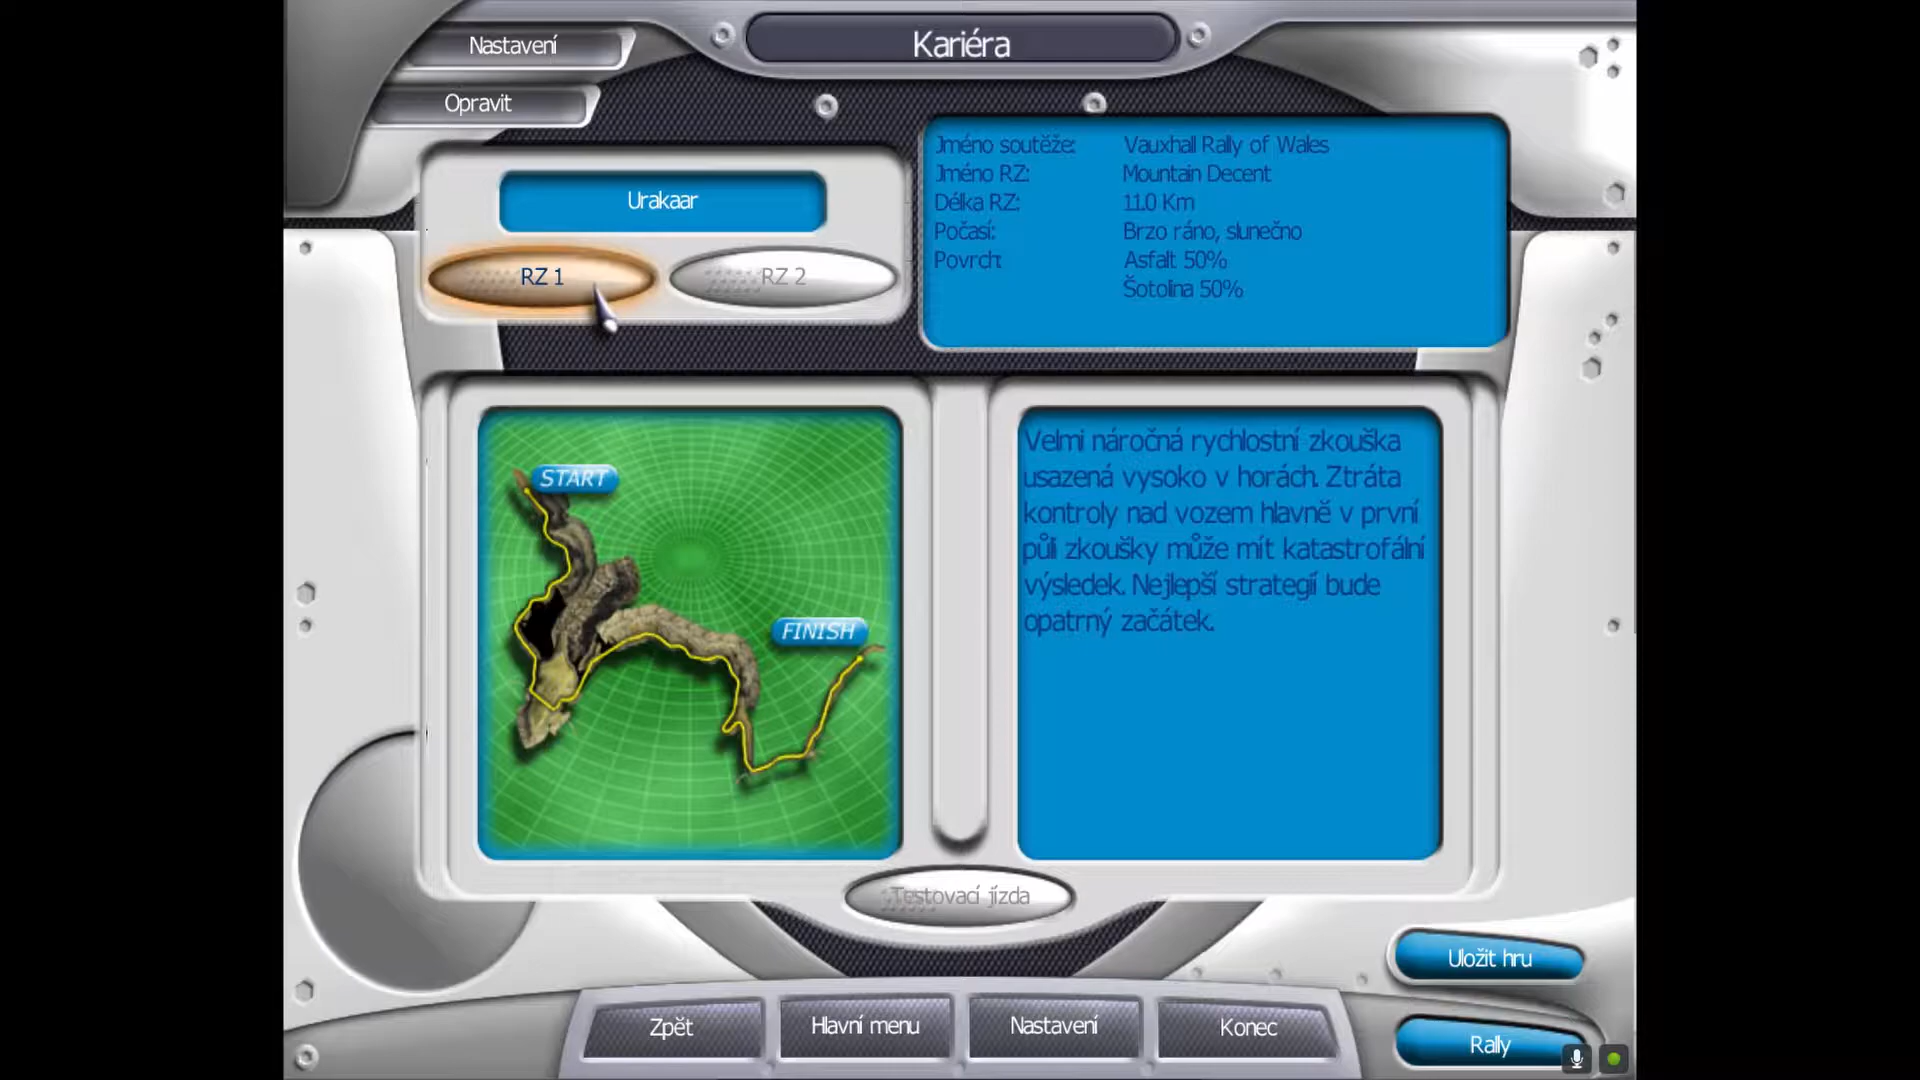 Nastavení
Kariéra
Opravit
Urakaar
RZ 1
RZ 2
Jméno soutěže: Vauxhall Rally of Wales
Jméno RZ: Mountain Decent
Délka RZ: 11.0 Km
Počasí: Brzo ráno, slunečno
Povrch: Asfalt 50%
Šotolina 50%
START
FINISH
Velmi náročná rychlostní zkouška
usazená vysoko v horách. Ztráta
kontroly nad vozem hlavně v první
půli zkoušky může mít katastrofální
výsledek. Nejlepší strategií bude
opatrný začátek.
Testovací jízda
Uložit hru
Zpět
Hlavní menu
Nastavení
Konec
Rally